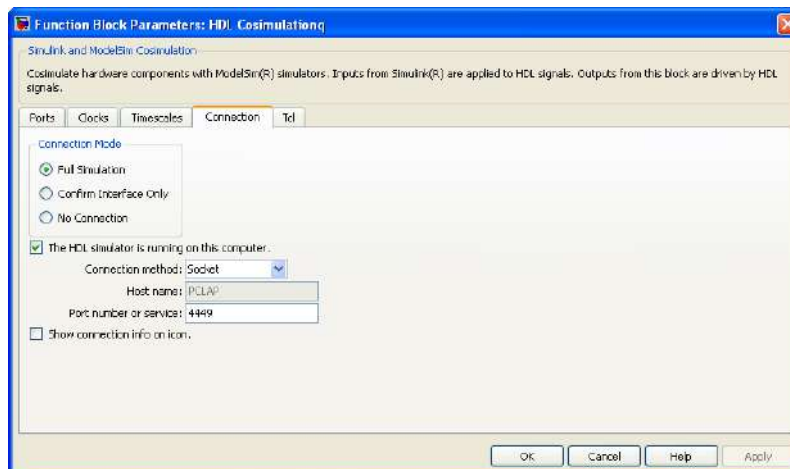 Function Block Parameters: HDL Cosimulationq
Simulink and ModelSim Cosimulation
Cosimulate hardware components with ModelSim(R) simulators. Inputs from Simulink(R) are applied to HDL signals. Outputs from this block are driven by HDL
signals.
Ports Clocks Timescales Connection Tcl
Connection Mode
Full Simulation
Confirm Interface Only
No Connection
The HDL simulator is running on this computer.
Connection method: Socket
Host name: PCLAP
Port number or service: 4449
Show connection info on icon.
OK Cancel Help Apply